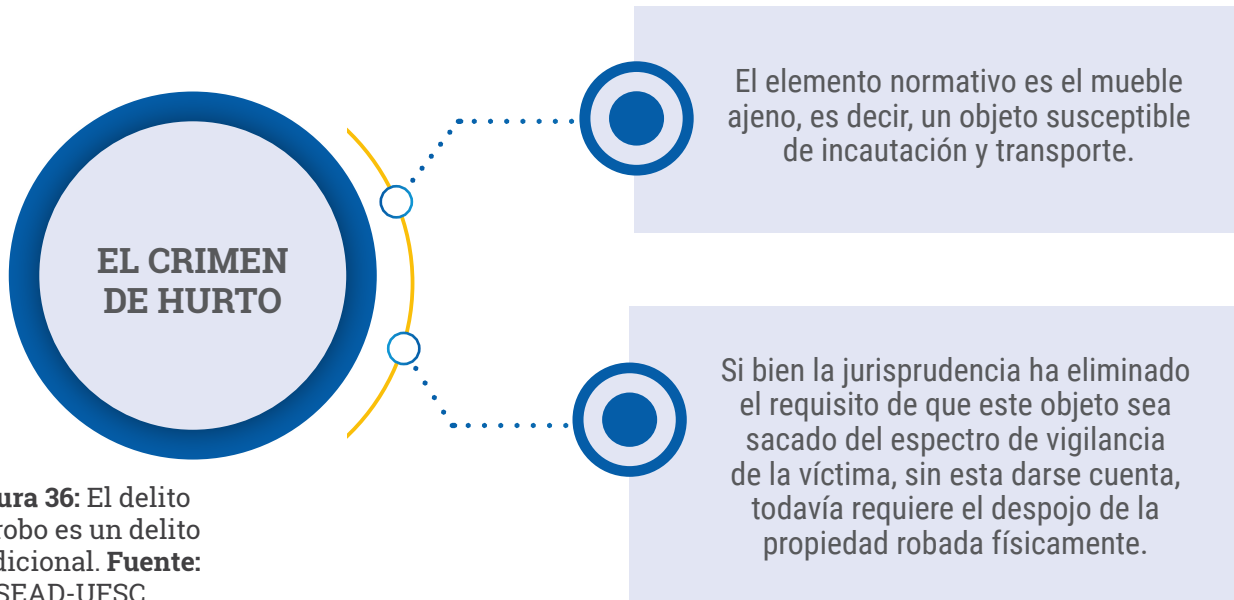 EL CRIMEN
DE HURTO
El elemento normativo es el mueble
ajeno, es decir, un objeto susceptible
de incautación y transporte.
Si bien la jurisprudencia ha eliminado
el requisito de que este objeto sea
sacado del espectro de vigilancia
de la víctima, sin esta darse cuenta,
todavía requiere el despojo de la
propiedad robada físicamente.
ura 36: El delito
robo es un delito
dicional. Fuente:
SEAD-UFSC